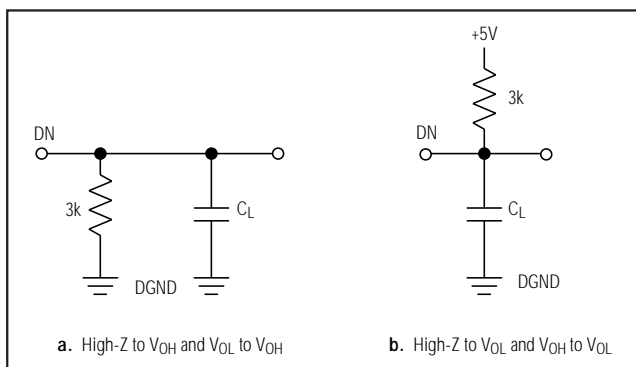 DN
3k
C_L
DGND
a. High-Z to V_OH and V_OL to V_OH
+5V
3k
DN
C_L
DGND
b. High-Z to V_OL and V_OH to V_OL